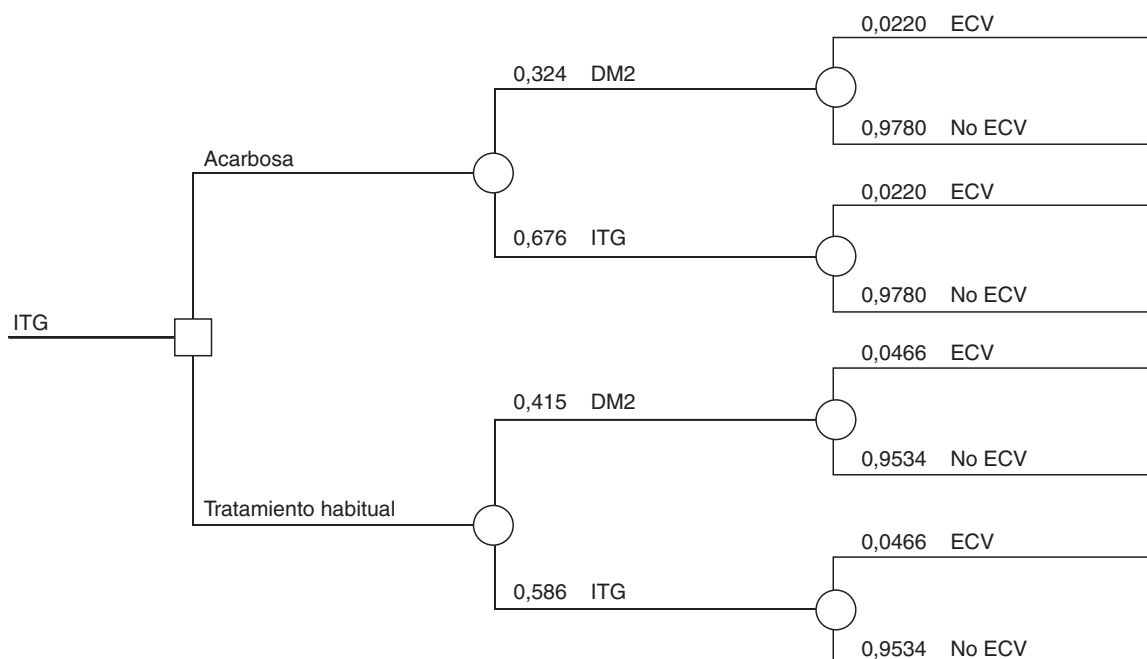 0,0220 ECV
0,324 DM2
0,9780 No ECV
Acarbosa
0,0220 ECV
0,676 ITG
0,9780 No ECV
ITG
0,0466 ECV
0,415 DM2
0,9534 No ECV
Tratamiento habitual
0,0466 ECV
0,586 ITG
0,9534 No ECV